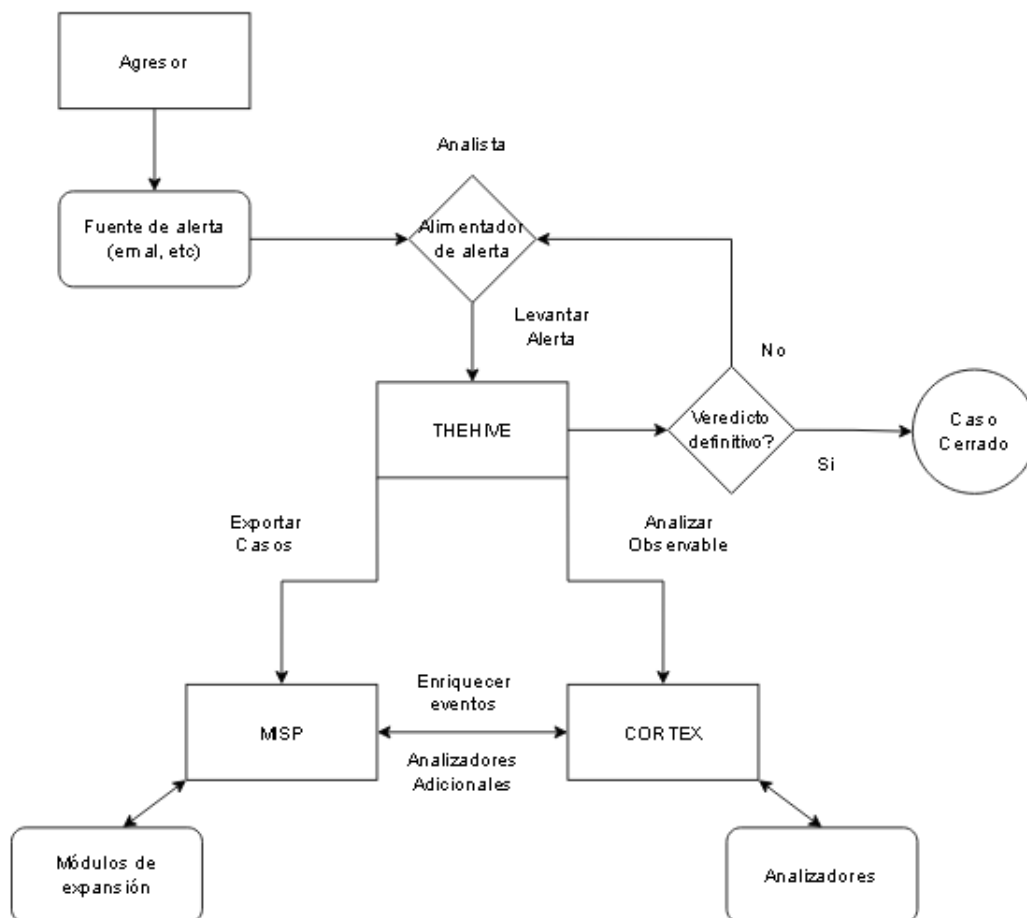 Agresor
Analista
Fuente de alerta
(emal, etc)
Alimentador
de alerta
Levantar
Alerta
No
THEHIVE
Veredicto
definitivo?
Si
Caso
Cerrado
Exportar
Casos
Analizar
Observable
Enriquecer
eventos
MISP
CORTEX
Analizadores
Adicionales
Módulos de
expansión
Analizadores